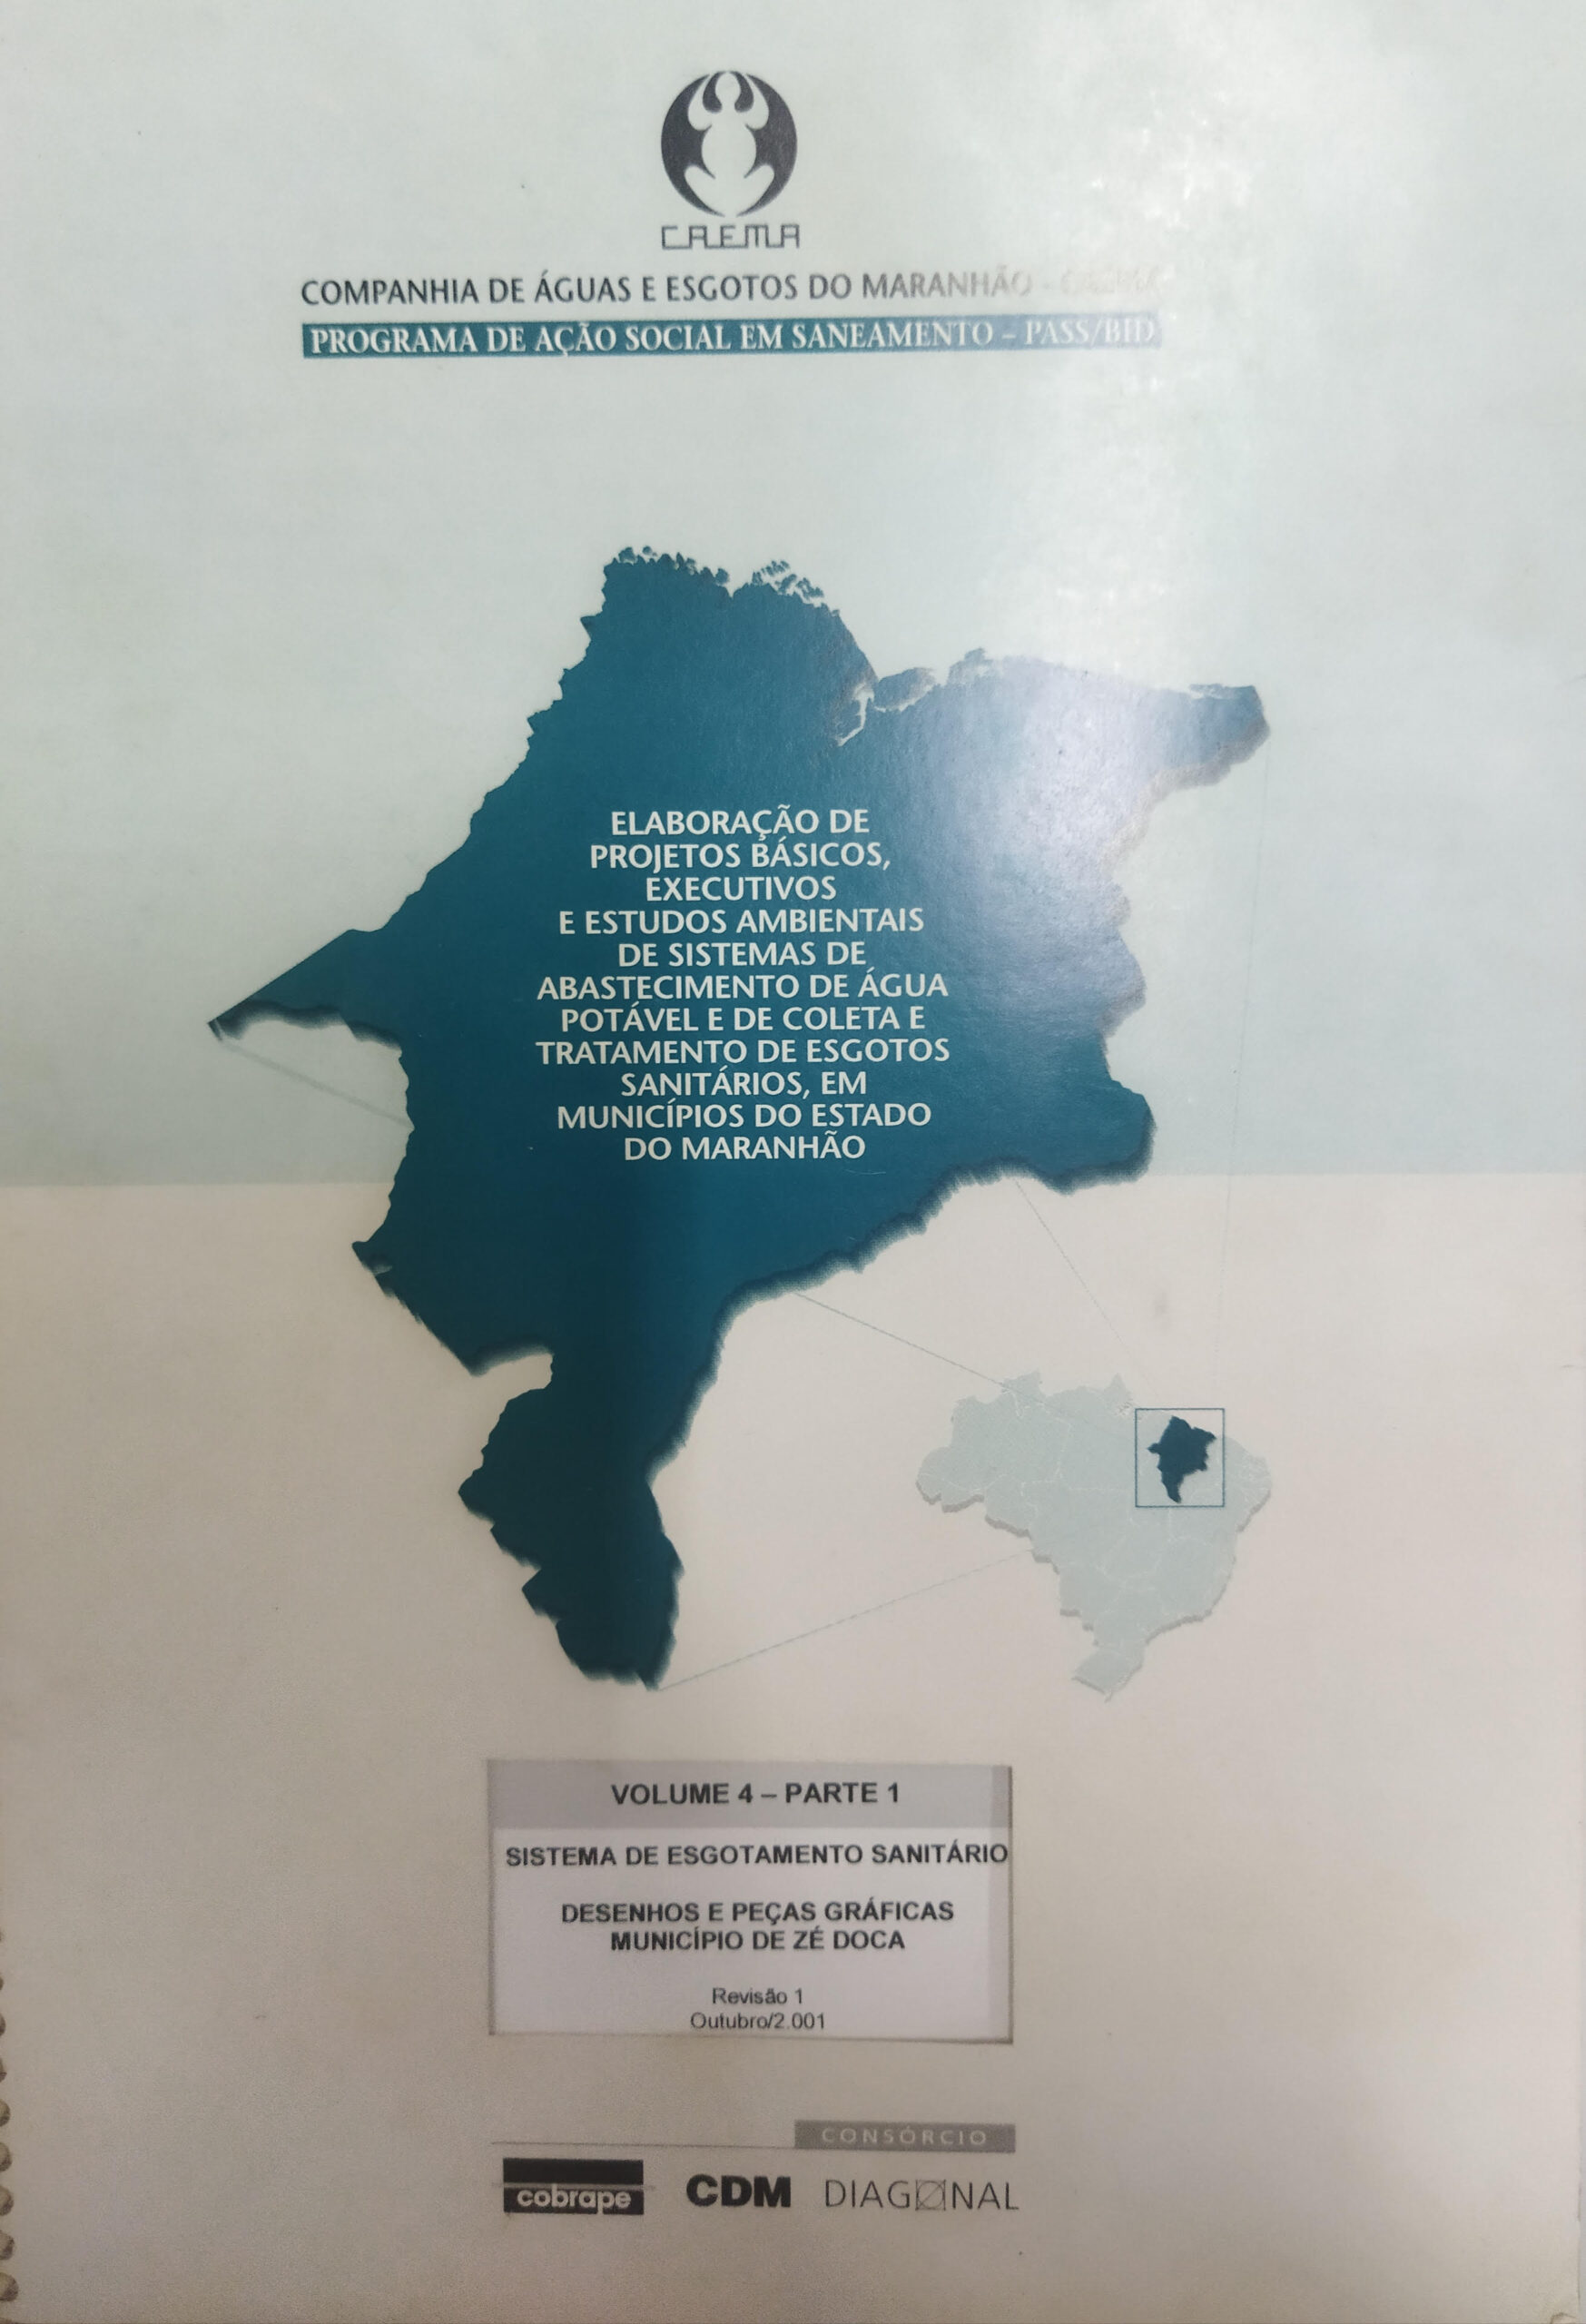 CAEMA
COMPANHIA DE ÁGUAS E ESGOTOS DO MARANHÃO - CAEMA
PROGRAMA DE AÇÃO SOCIAL EM SANEAMENTO – PASS/BID
ELABORAÇÃO DE
PROJETOS BÁSICOS,
EXECUTIVOS
E ESTUDOS AMBIENTAIS
DE SISTEMAS DE
ABASTECIMENTO DE ÁGUA
POTÁVEL E DE COLETA E
TRATAMENTO DE ESGOTOS
SANITÁRIOS, EM
MUNICÍPIOS DO ESTADO
DO MARANHÃO
VOLUME 4 – PARTE 1
SISTEMA DE ESGOTAMENTO SANITÁRIO
DESENHOS E PEÇAS GRÁFICAS
MUNICÍPIO DE ZÉ DOCA
Revisão 1
Outubro/2.001
CONSÓRCIO
cobrape CDM DIAGONAL